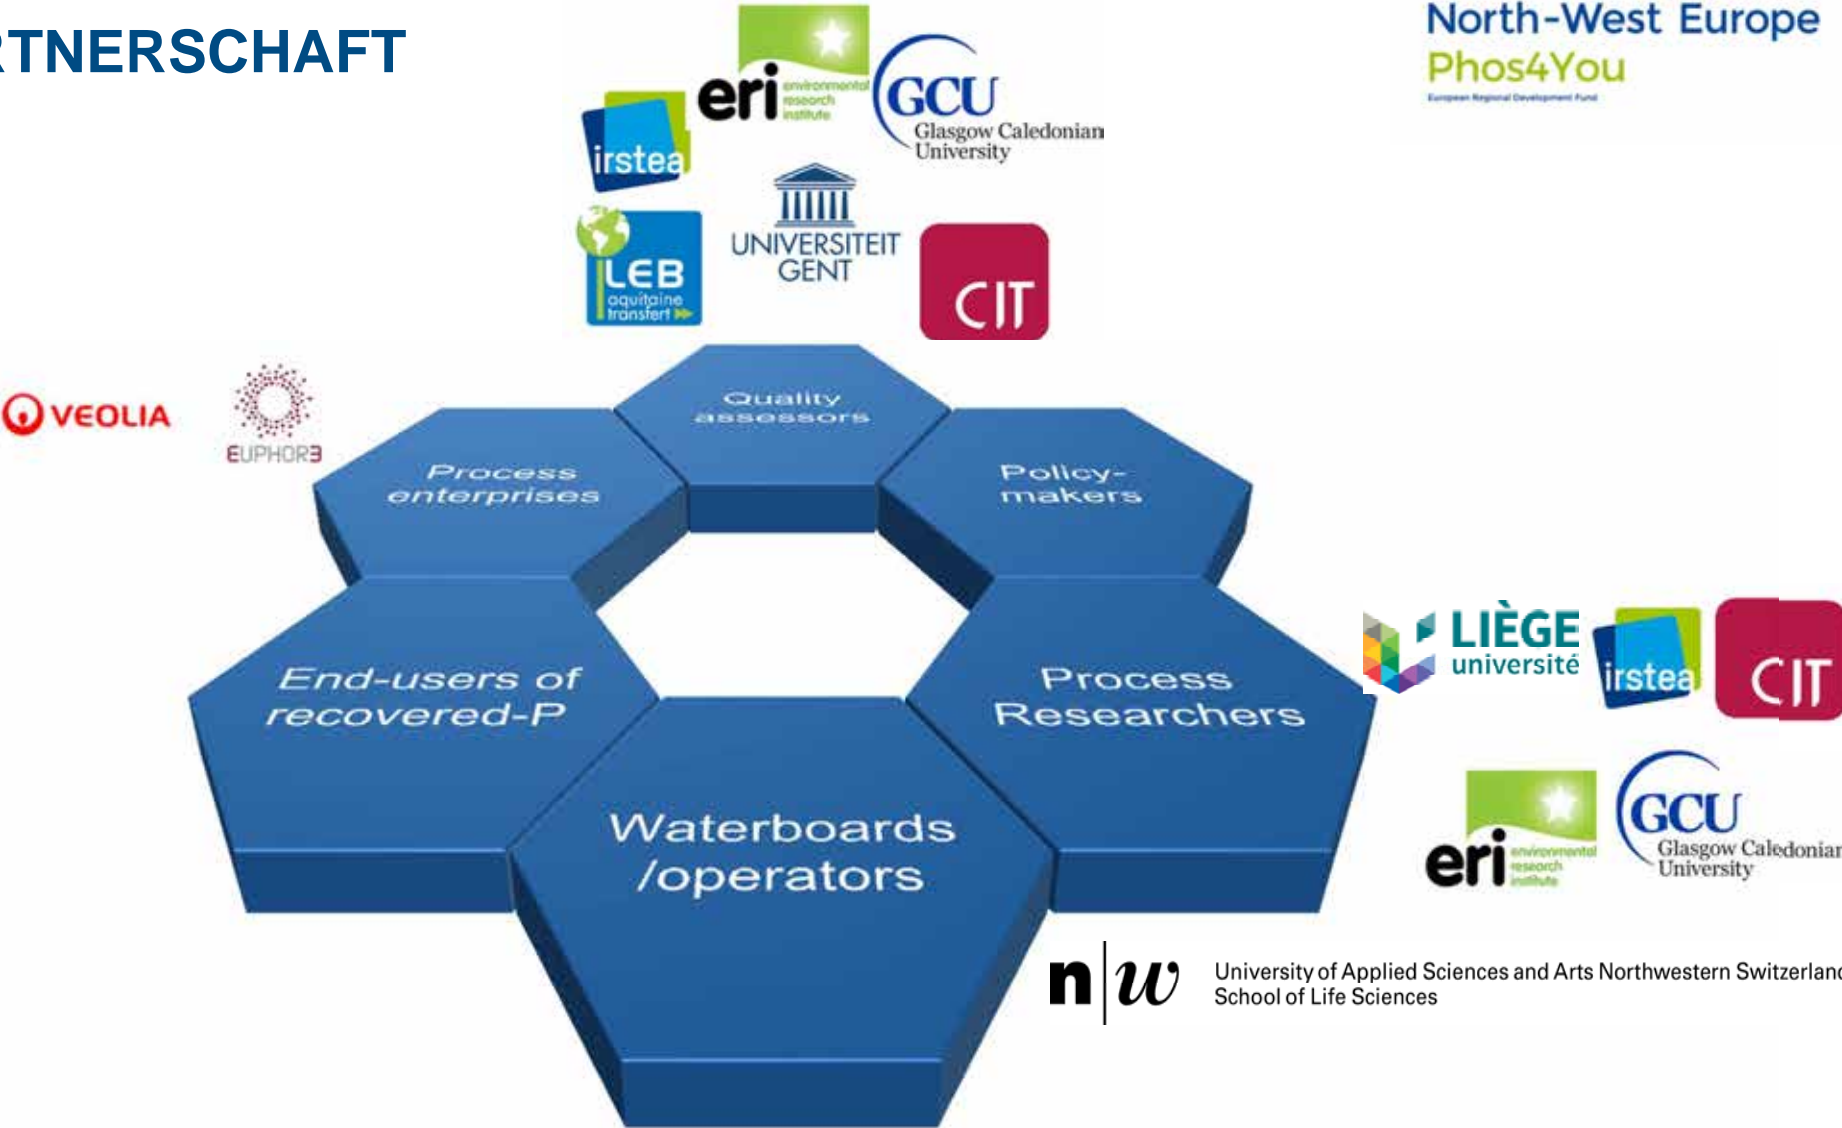 RTNERSCHAFT
North-West Europe
Phos4You
European Regional Development Fund
eri environmental
research
institute
GCU
Glasgow Caledonian
University
irstea
UNIVERSITEIT
GENT
LEB
aquitaine
transfert
CIT
VEOLIA
EUPHOR3
Quality
assessors
Process
enterprises
Policy-
makers
End-users of
recovered-P
Process
Researchers
Waterboards
/operators
LIÈGE
université
irstea
CIT
eri environmental
research
institute
GCU
Glasgow Caledonian
University
n|w
University of Applied Sciences and Arts Northwestern Switzerland
School of Life Sciences